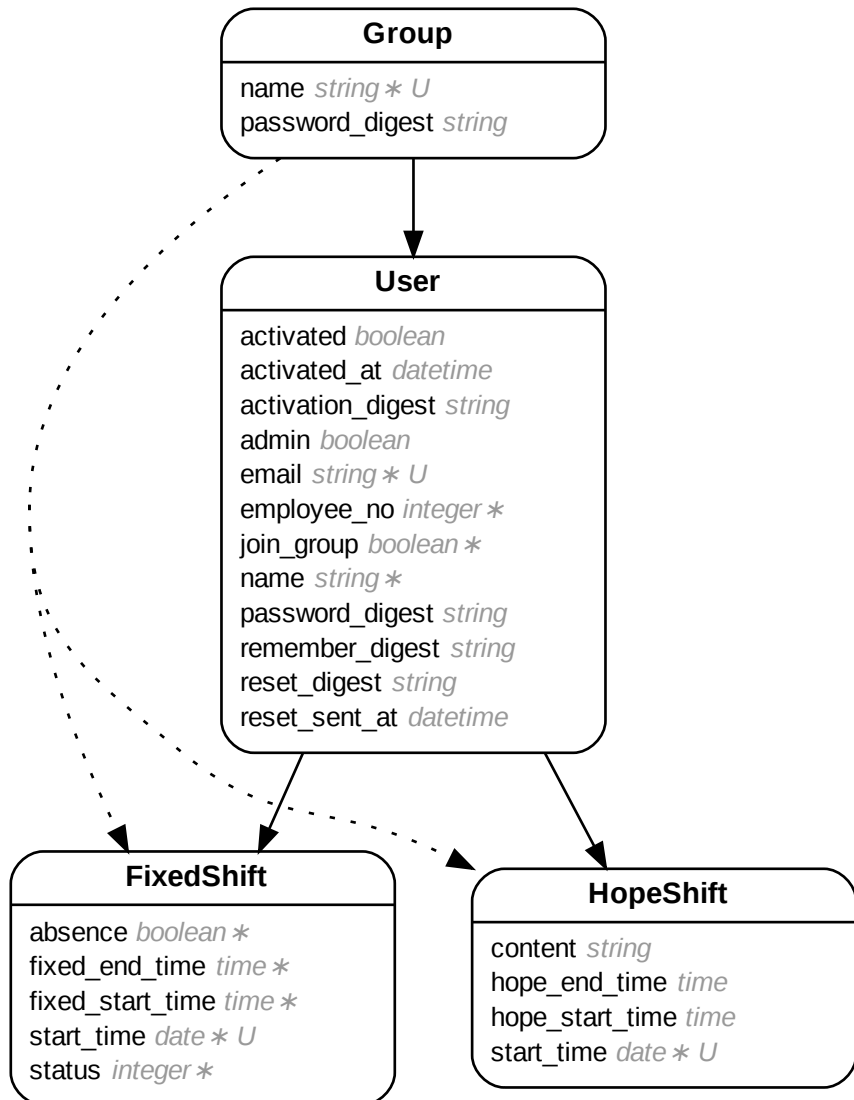 Group
name string ∗ U
password_digest string
User
activated boolean
activated_at datetime
activation_digest string
admin boolean
email string ∗ U
employee_no integer ∗
join_group boolean ∗
name string ∗
password_digest string
remember_digest string
reset_digest string
reset_sent_at datetime
FixedShift
absence boolean ∗
fixed_end_time time ∗
fixed_start_time time ∗
start_time date ∗ U
status integer ∗
HopeShift
content string
hope_end_time time
hope_start_time time
start_time date ∗ U